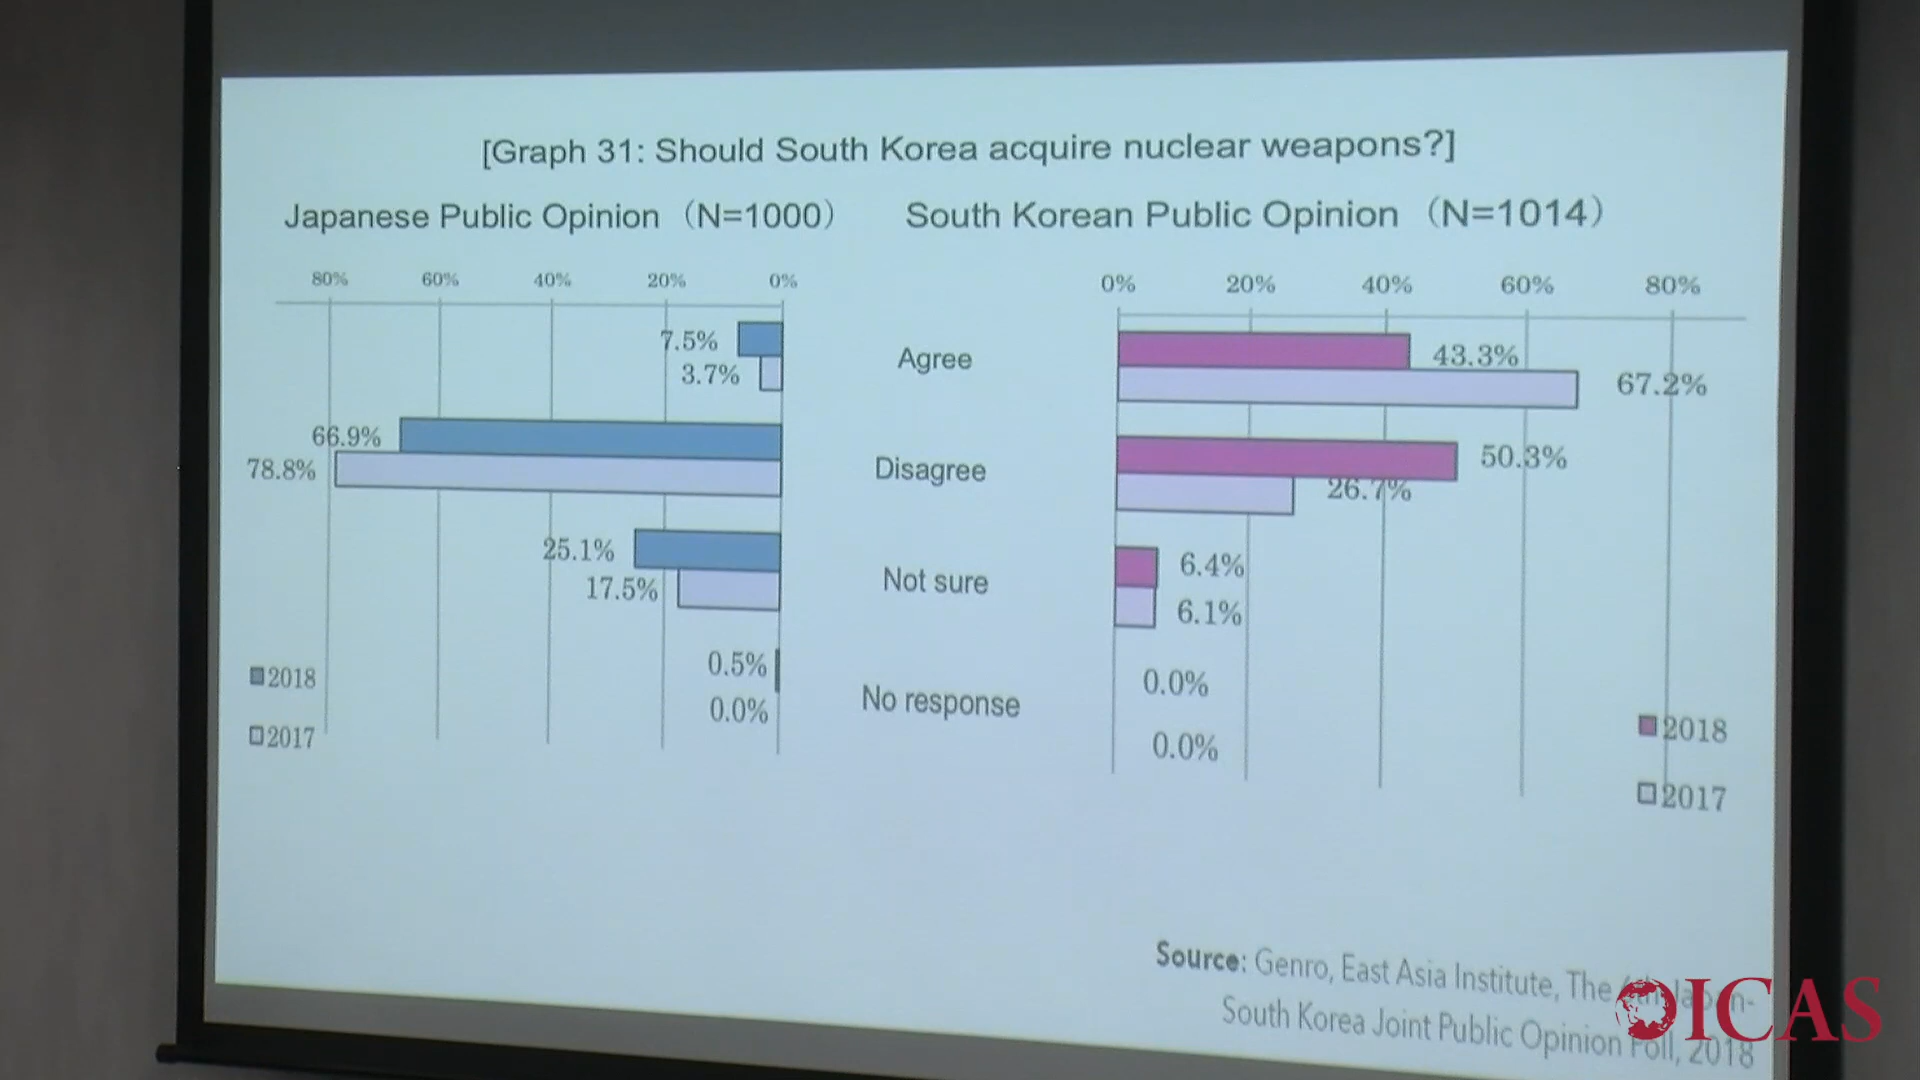 [Graph 31: Should South Korea acquire nuclear weapons?]
Japanese Public Opinion (N=1000)
South Korean Public Opinion (N=1014)
80% 60% 40% 20% 0%
0% 20% 40% 60% 80%
7.5%
3.7%
Agree
43.3%
67.2%
66.9%
78.8%
Disagree
50.3%
26.7%
25.1%
17.5%
Not sure
6.4%
6.1%
0.5%
0.0%
No response
0.0%
0.0%
2018
2017
2018
2017
Source: Genro, East Asia Institute, The
South Korea Joint Public Opinion Poll, 2018
ICAS